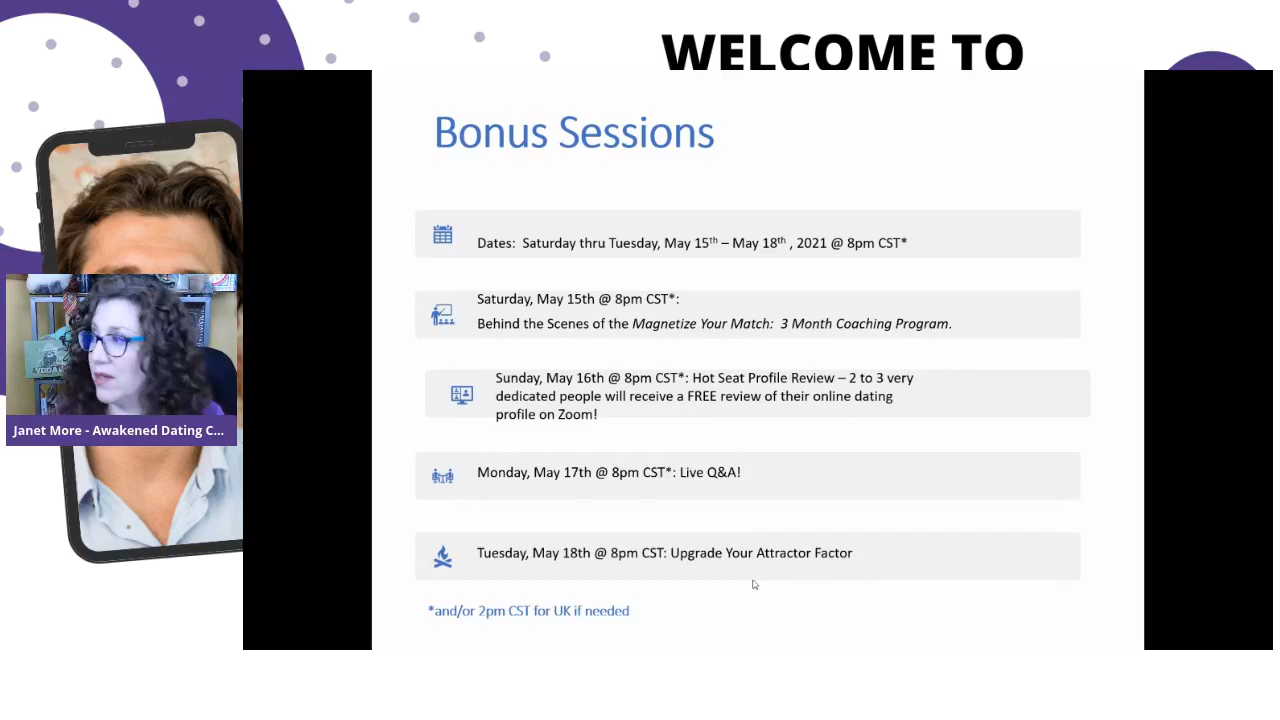 WELCOME TO
Bonus Sessions
Dates: Saturday thru Tuesday, May 15th – May 18th , 2021 @ 8pm CST*
Saturday, May 15th @ 8pm CST*:
Behind the Scenes of the Magnetize Your Match: 3 Month Coaching Program.
Sunday, May 16th @ 8pm CST*: Hot Seat Profile Review – 2 to 3 very
dedicated people will receive a FREE review of their online dating
profile on Zoom!
Monday, May 17th @ 8pm CST*: Live Q&A!
Tuesday, May 18th @ 8pm CST: Upgrade Your Attractor Factor
*and/or 2pm CST for UK if needed
YODA
Janet More - Awakened Dating C...